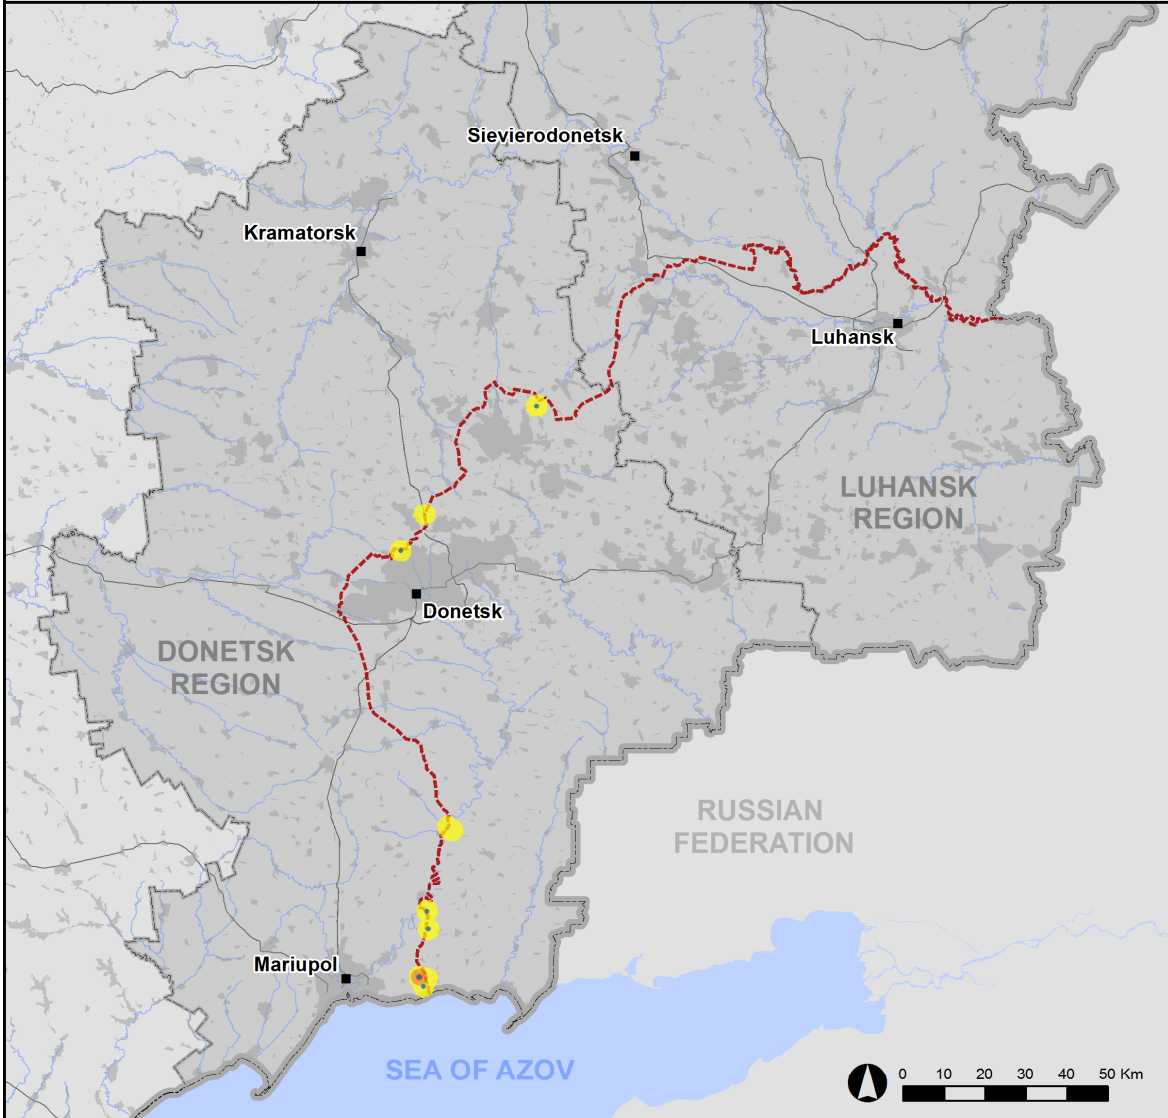 Sievierodonetsk
Kramatorsk
Luhansk
LUHANSK
REGION
Donetsk
DONETSK
REGION
RUSSIAN
FEDERATION
Mariupol
SEA OF AZOV
0 10 20 30 40 50 Km